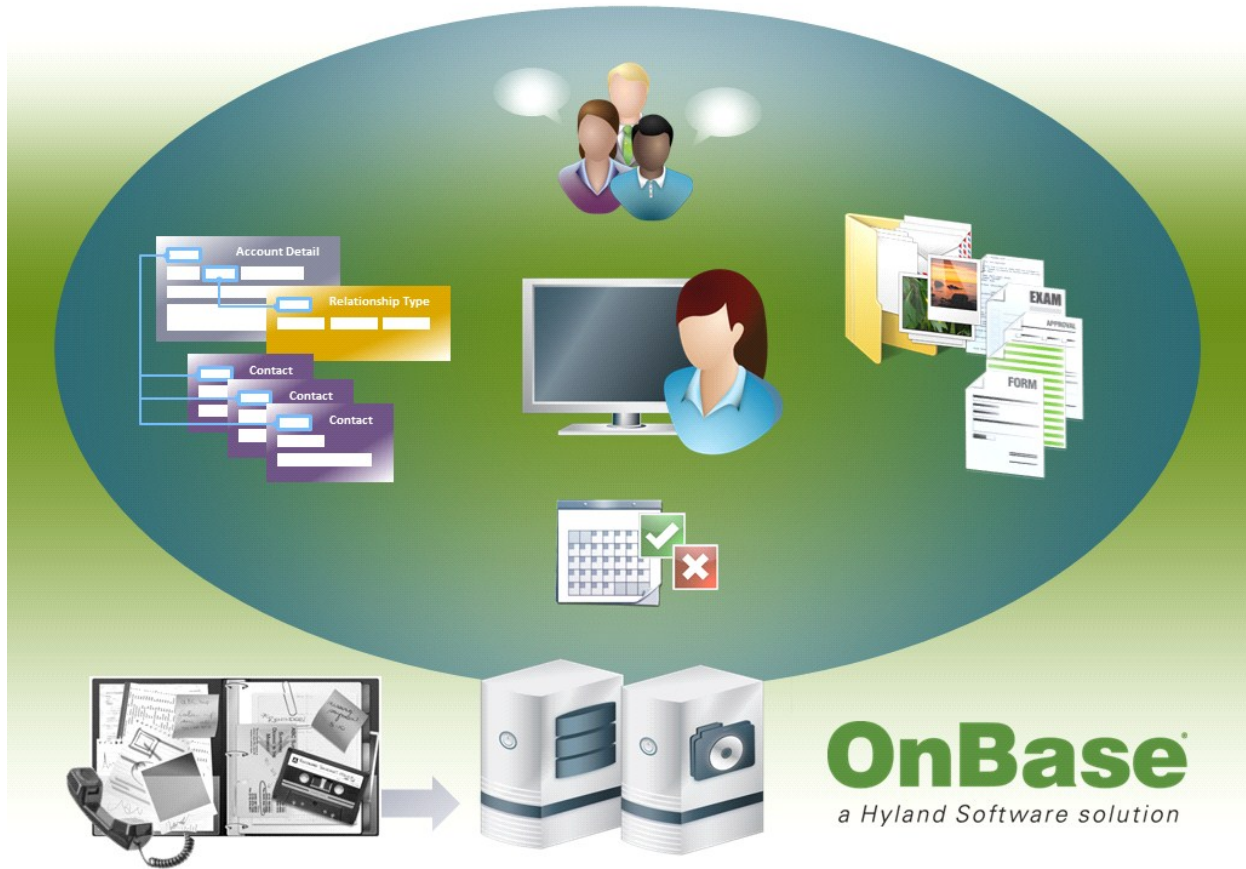 Account Detail
Relationship Type
Contact
Contact
Contact
EXAM
APPROVAL
FORM
OnBase
a Hyland Software solution